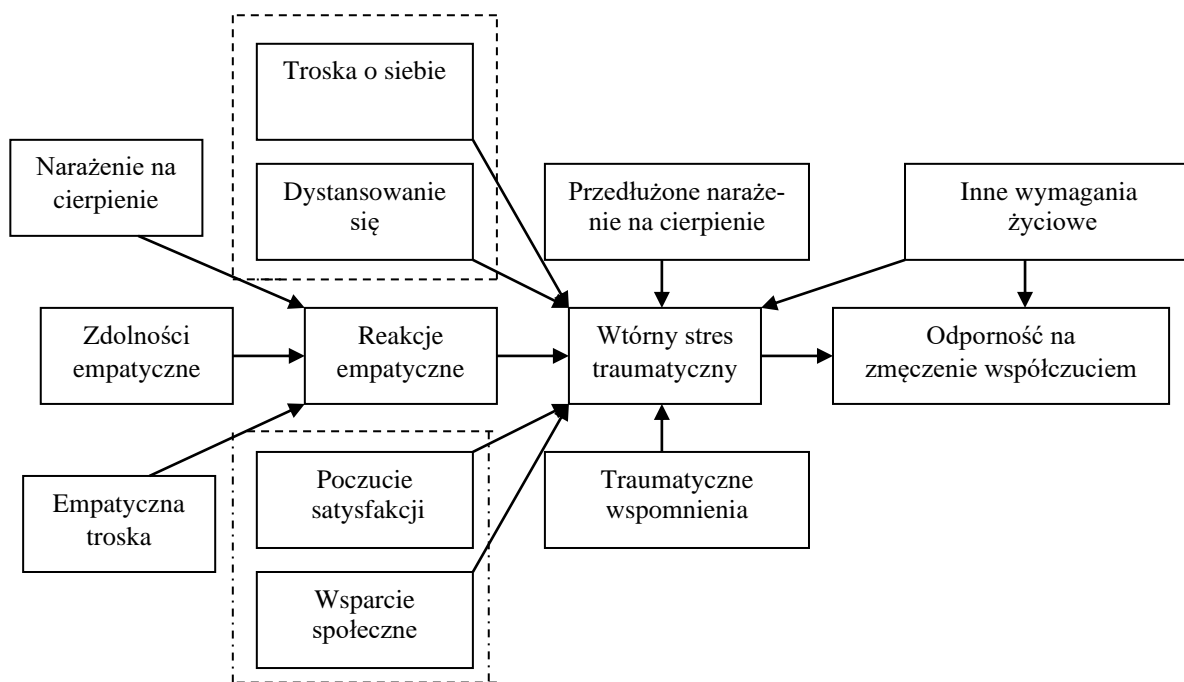 Troska o siebie
Narażenie na
cierpienie
Dystansowanie
się
Przedłużone naraże-
nie na cierpienie
Inne wymagania
życiowe
Zdolności
empatyczne
Reakcje
empatyczne
Wtórny stres
traumatyczny
Odporność na
zmęczenie współczuciem
Empatyczna
troska
Poczucie
satysfakcji
Traumatyczne
wspomnienia
Wsparcie
społeczne